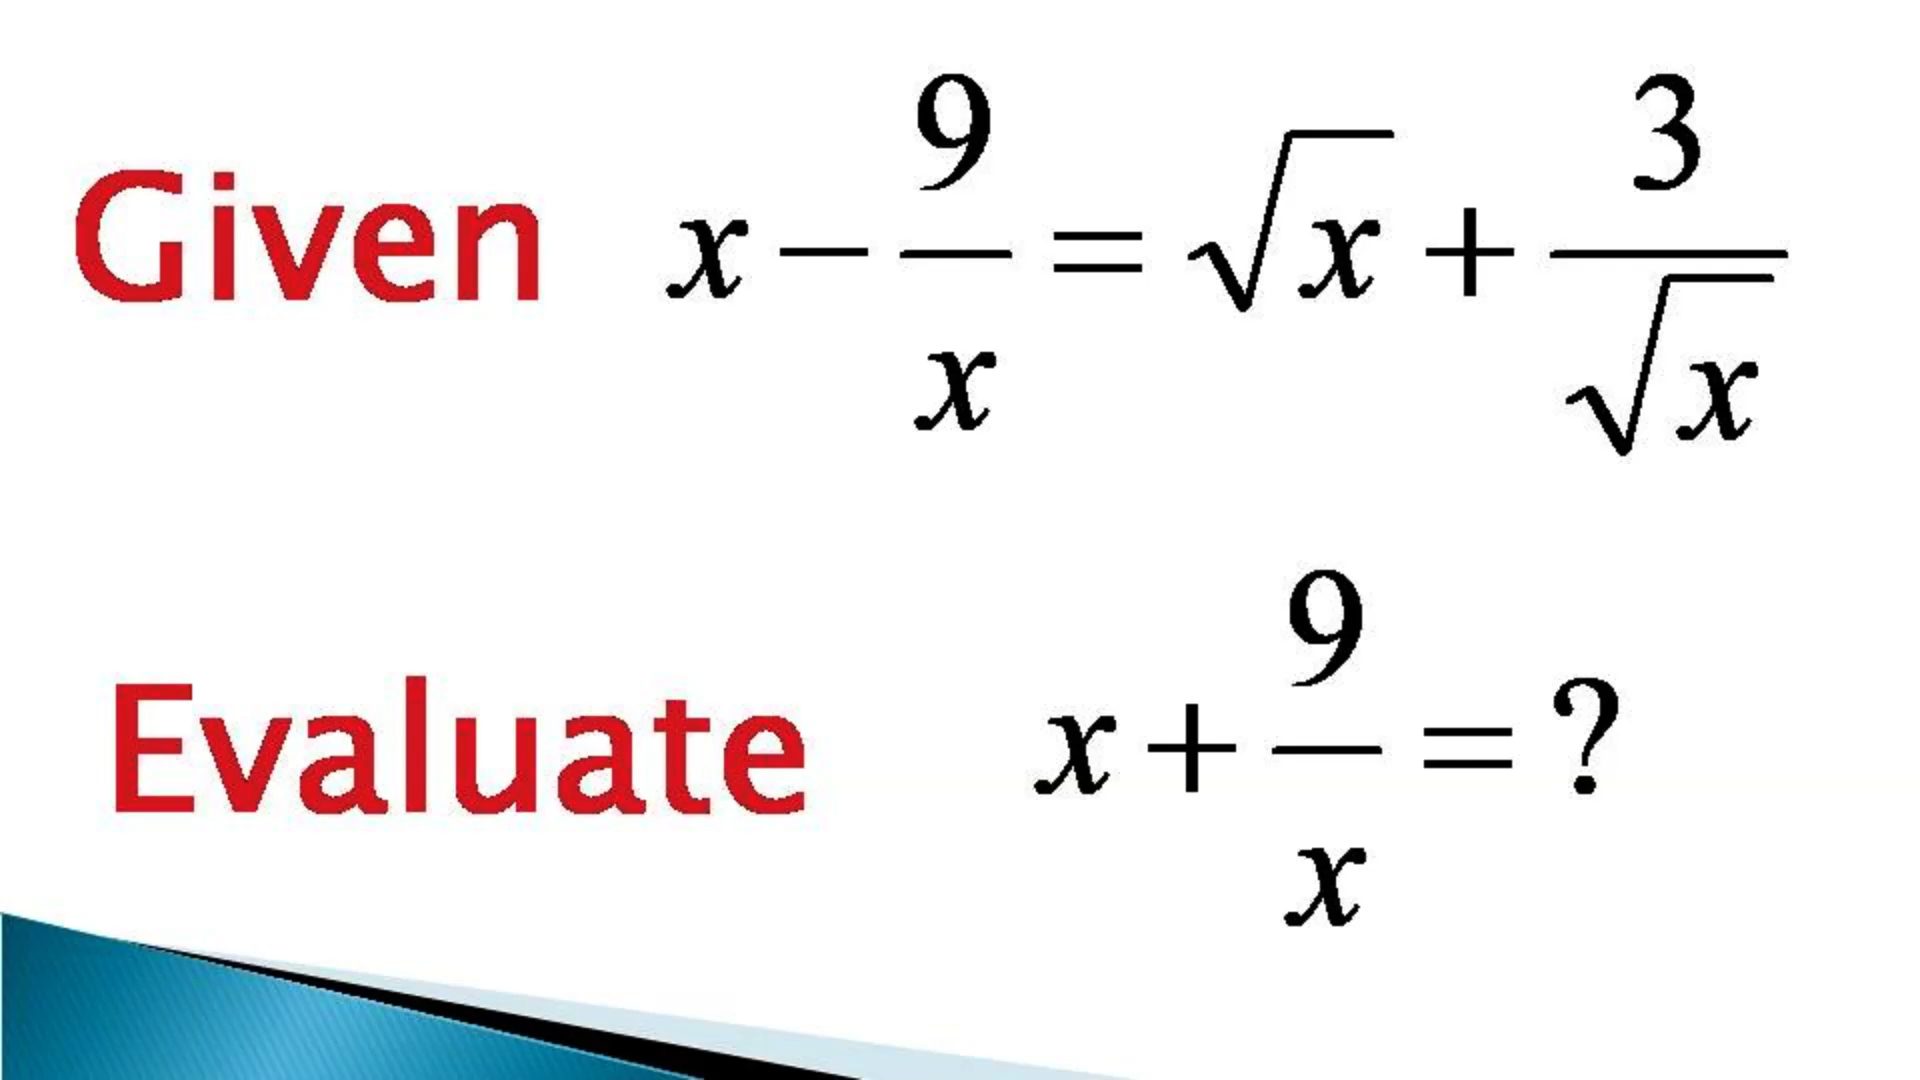 Given x − 9/x = √x + 3/√x
Evaluate x + 9/x = ?